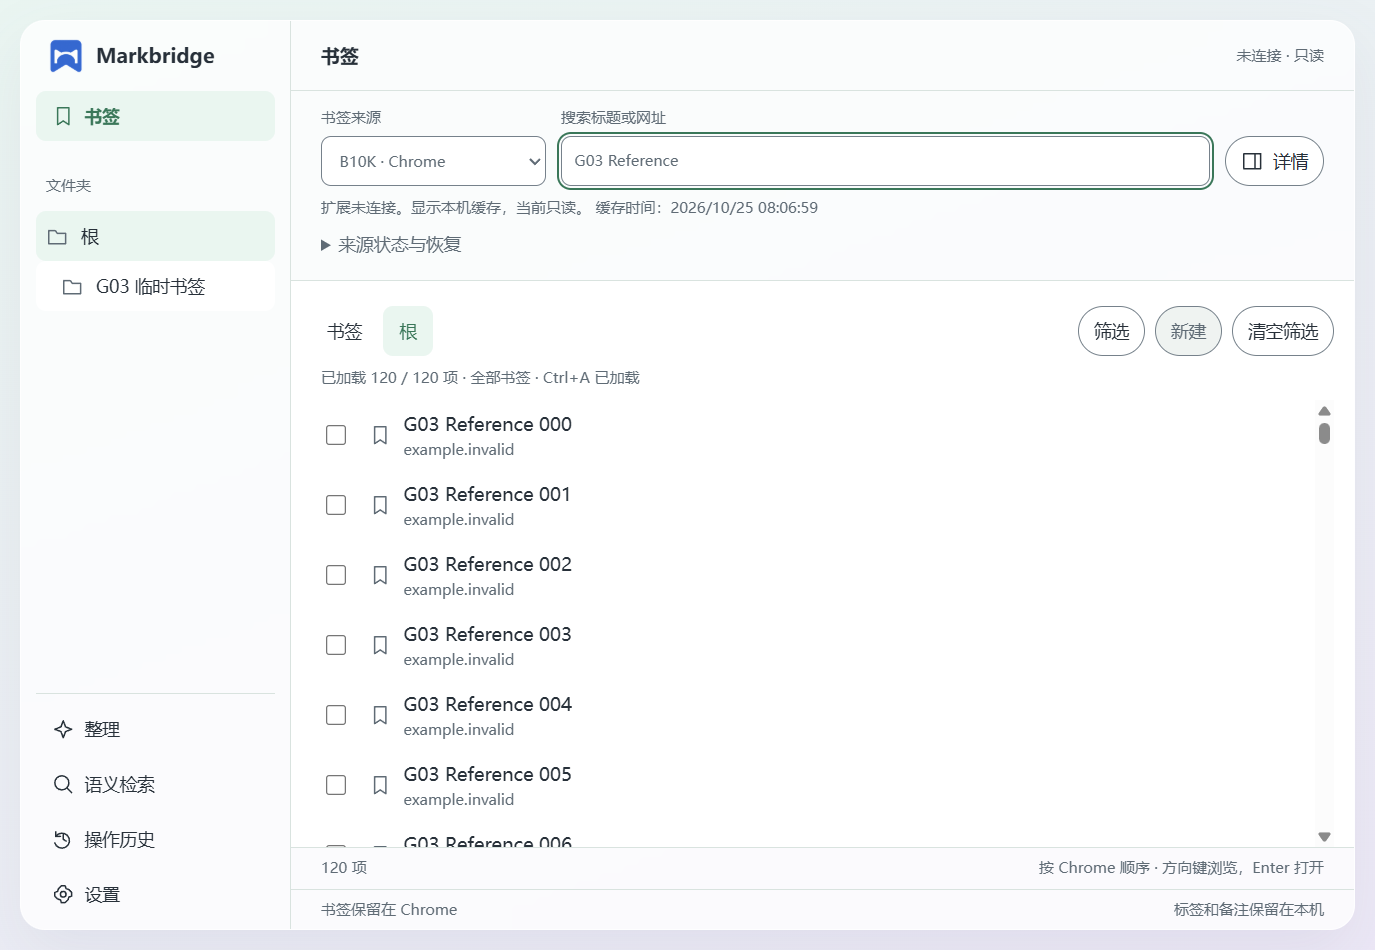 Markbridge
书签
文件夹
根
G03 临时书签
整理
语义检索
操作历史
设置
书签
未连接 · 只读
书签来源
搜索标题或网址
B10K · Chrome
G03 Reference
详情
扩展未连接。显示本机缓存，当前只读。 缓存时间：2026/10/25 08:06:59
来源状态与恢复
书签
根
筛选
新建
清空筛选
已加载 120 / 120 项 · 全部书签 · Ctrl+A 已加载
G03 Reference 000
example.invalid
G03 Reference 001
example.invalid
G03 Reference 002
example.invalid
G03 Reference 003
example.invalid
G03 Reference 004
example.invalid
G03 Reference 005
example.invalid
G03 Reference 006
120 项
按 Chrome 顺序 · 方向键浏览，Enter 打开
书签保留在 Chrome
标签和备注保留在本机